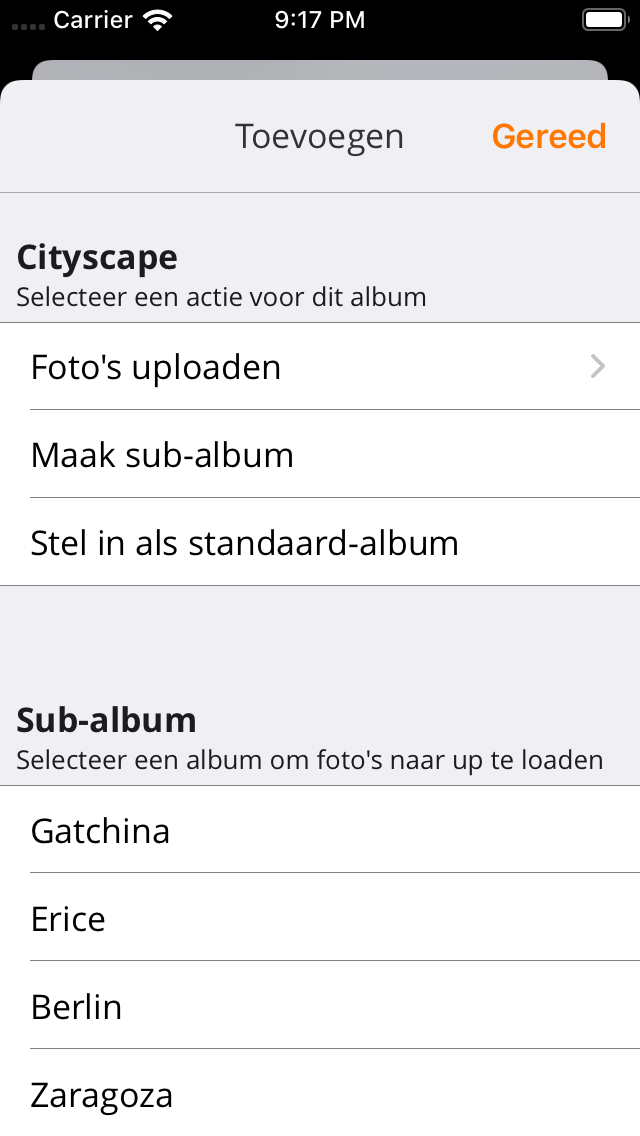 Carrier 9:17 PM
Toevoegen Gereed
Cityscape
Selecteer een actie voor dit album
Foto's uploaden
Maak sub-album
Stel in als standaard-album
Sub-album
Selecteer een album om foto's naar up te loaden
Gatchina
Erice
Berlin
Zaragoza